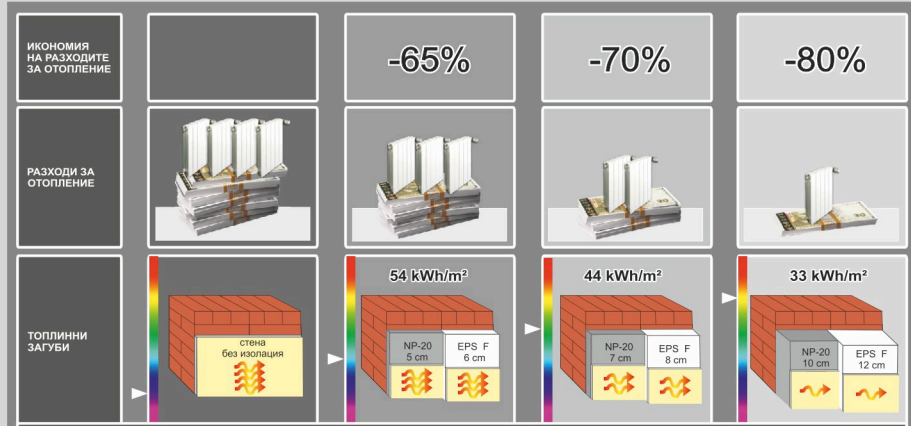 ИКОНОМИЯ
НА РАЗХОДИТЕ
ЗА ОТОПЛЕНИЕ
-65%
-70%
-80%
РАЗХОДИ ЗА
ОТОПЛЕНИЕ
ТОПЛИННИ
ЗАГУБИ
стена
без изолация
54 kWh/m²
NP-20
5 cm
EPS F
6 cm
44 kWh/m²
NP-20
7 cm
EPS F
8 cm
33 kWh/m²
NP-20
10 cm
EPS F
12 cm